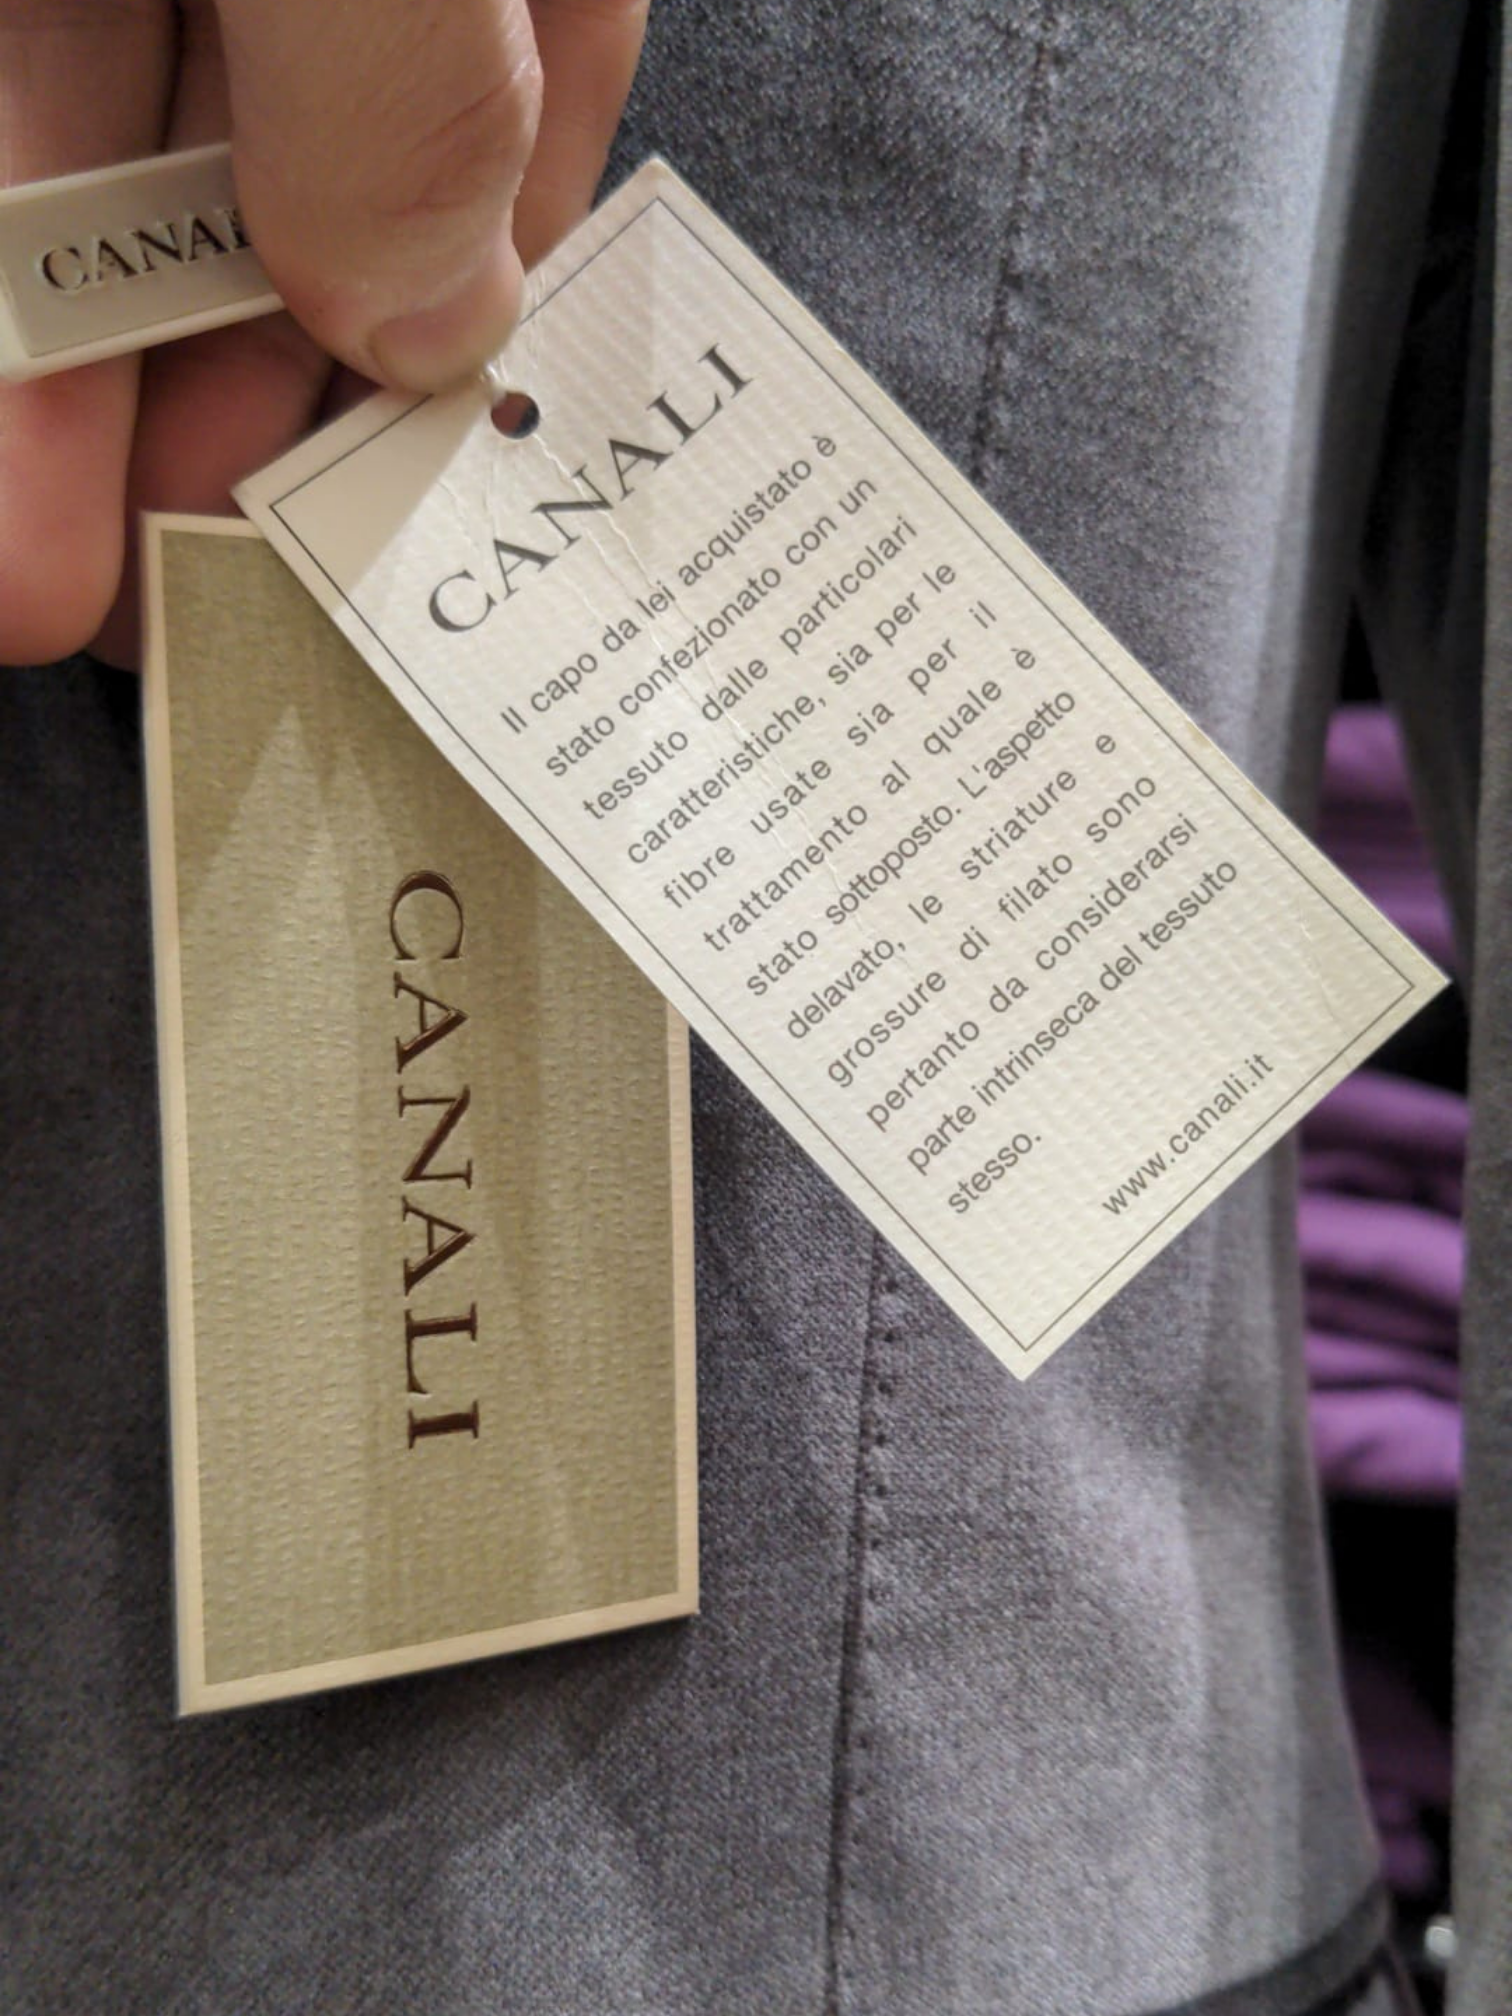 CANAL
CANALI
Il capo da lei acquistato è
stato confezionato con un
tessuto dalle particolari
caratteristiche, sia per le
fibre usate sia per il
trattamento al quale è
stato sottoposto. L'aspetto
delavato, le striature e
grossure di filato sono
pertanto da considerarsi
parte intrinseca del tessuto
stesso.
www.canali.it
CANALI